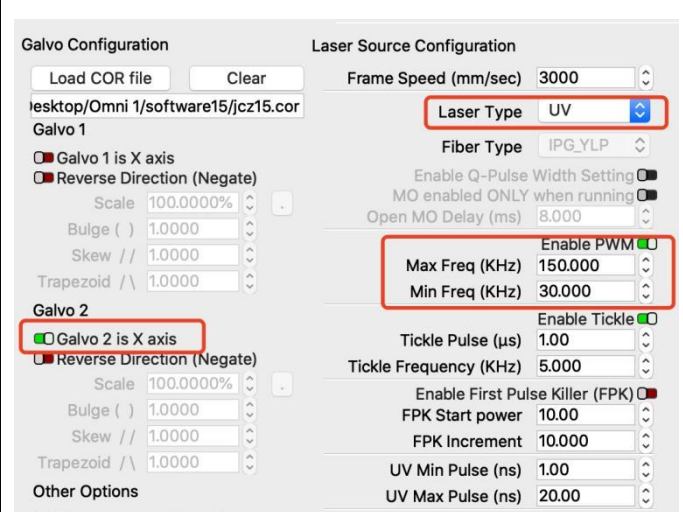 Galvo Configuration
Load COR file Clear
esktop/Omni 1/software15/jcz15.cor
Galvo 1
Galvo 1 is X axis
Reverse Direction (Negate)
Scale 100.0000% .
Bulge ( ) 1.0000
Skew / / 1.0000
Trapezoid / \ 1.0000
Galvo 2
Galvo 2 is X axis
Reverse Direction (Negate)
Scale 100.0000% .
Bulge ( ) 1.0000
Skew / / 1.0000
Trapezoid / \ 1.0000
Other Options
Laser Source Configuration
Frame Speed (mm/sec) 3000
Laser Type UV
Fiber Type IPG_YLP
Enable Q-Pulse Width Setting
MO enabled ONLY when running
Open MO Delay (ms) 8.000
Enable PWM
Max Freq (KHz) 150.000
Min Freq (KHz) 30.000
Enable Tickle
Tickle Pulse (µs) 1.00
Tickle Frequency (KHz) 5.000
Enable First Pulse Killer (FPK)
FPK Start power 10.00
FPK Increment 10.000
UV Min Pulse (ns) 1.00
UV Max Pulse (ns) 20.00